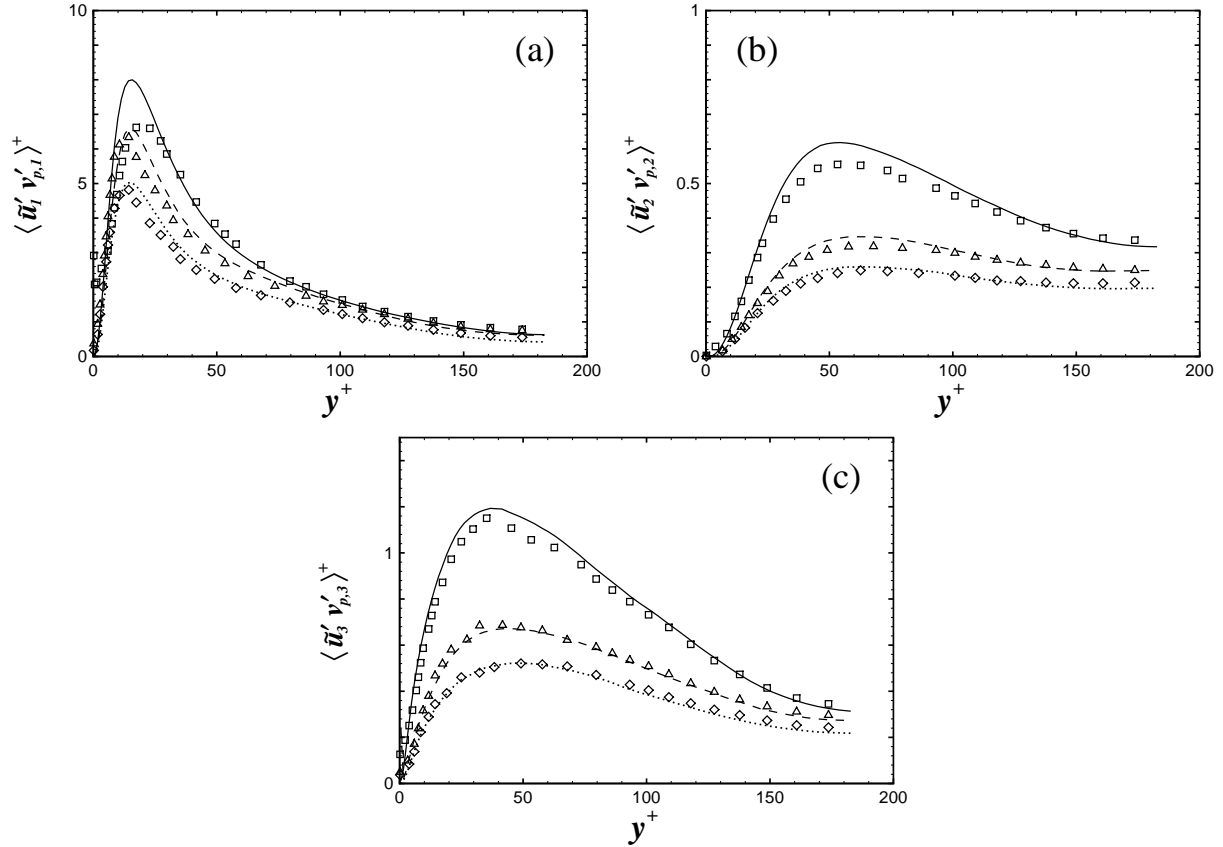 (a)
10
5
0
0 50 100 150 200
y⁺
⟨ ũ′₁ v′ₚ,₁ ⟩⁺
(b)
1
0.5
0
0 50 100 150 200
y⁺
⟨ ũ′₂ v′ₚ,₂ ⟩⁺
(c)
1
0
0 50 100 150 200
y⁺
⟨ ũ′₃ v′ₚ,₃ ⟩⁺